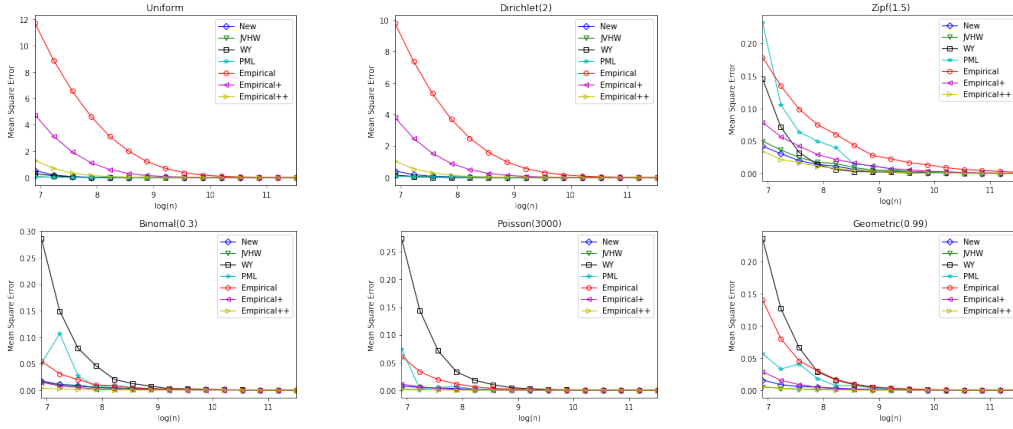 Uniform
Mean Square Error
12
10
8
6
4
2
0
7
8
9
10
11
log(n)
New
JVHW
WY
PML
Empirical
Empirical+
Empirical++
Dirichlet(2)
Mean Square Error
10
8
6
4
2
0
7
8
9
10
11
log(n)
New
JVHW
WY
PML
Empirical
Empirical+
Empirical++
Zipf(1.5)
Mean Square Error
0.20
0.15
0.10
0.05
0.00
7
8
9
10
11
log(n)
New
JVHW
WY
PML
Empirical
Empirical+
Empirical++
Binomal(0.3)
Mean Square Error
0.30
0.25
0.20
0.15
0.10
0.05
0.00
7
8
9
10
11
log(n)
New
JVHW
WY
PML
Empirical
Empirical+
Empirical++
Poisson(3000)
Mean Square Error
0.25
0.20
0.15
0.10
0.05
0.00
7
8
9
10
11
log(n)
New
JVHW
WY
PML
Empirical
Empirical+
Empirical++
Geometric(0.99)
Mean Square Error
0.20
0.15
0.10
0.05
0.00
7
8
9
10
11
log(n)
New
JVHW
WY
PML
Empirical
Empirical+
Empirical++